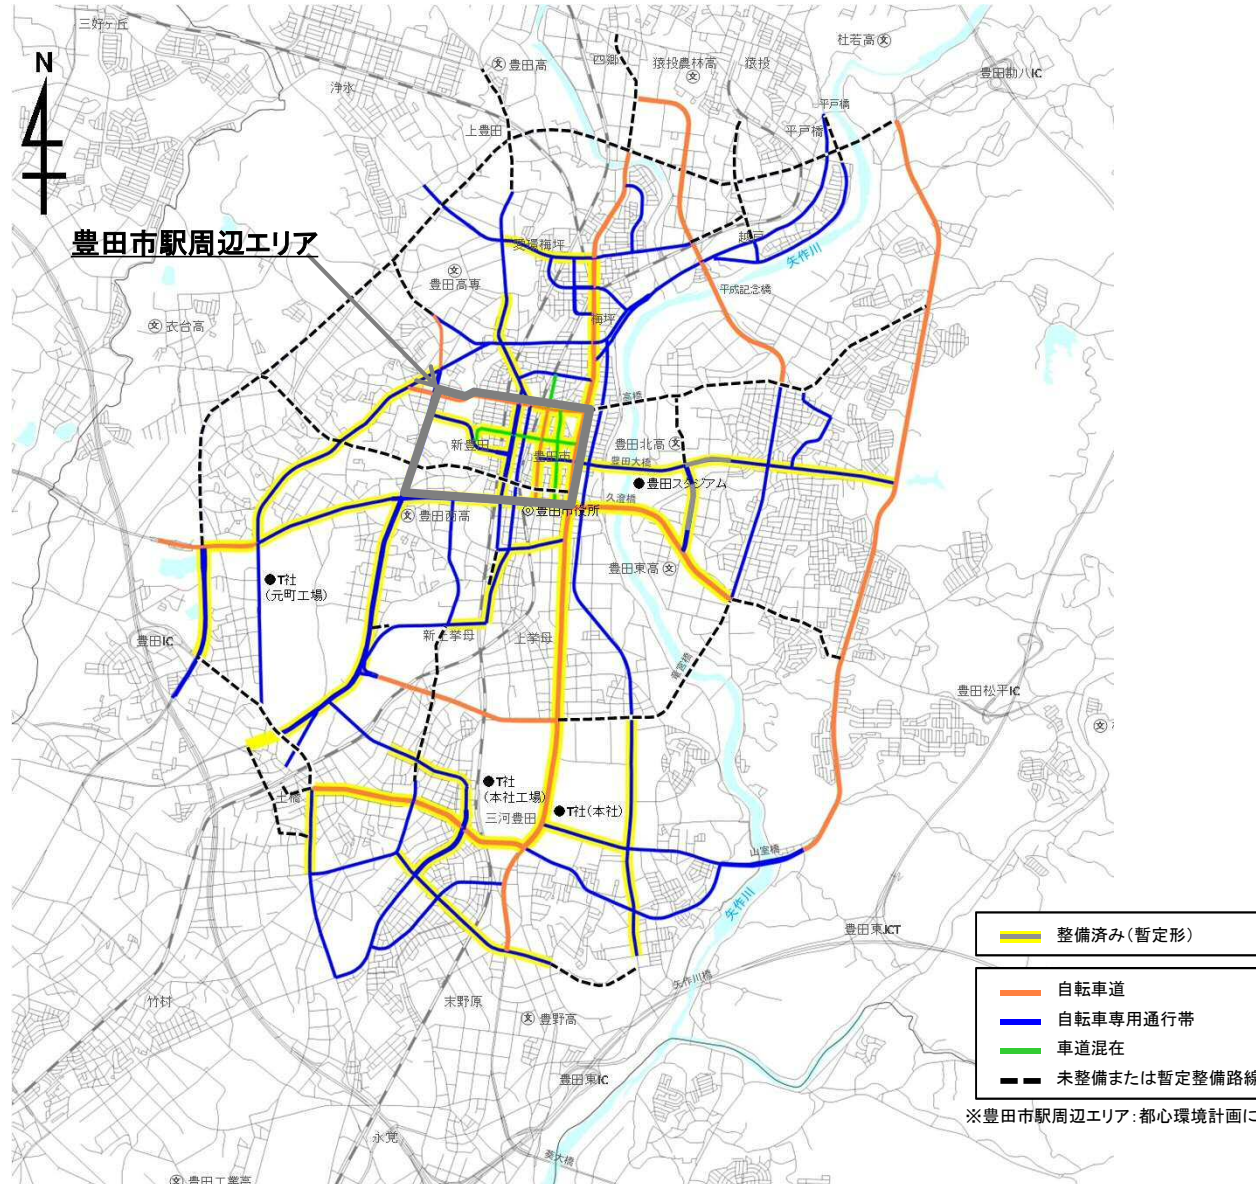 三好ヶ丘
N
浄水
豊田高
四郷
猿投農林高
猿投
杜若高
豊田勘八IC
平戸橋
平戸橋
上豊田
豊田市駅周辺エリア
愛環梅坪
越戸
矢作川
豊田高専
平成記念橋
衣台高
梅坪
高橋
新豊田
豊田市
豊田北高
豊田大橋
豊田スタジアム
久澄橋
豊田西高
豊田市役所
豊田東高
T社
(元町工場)
豊田IC
新上挙母
上挙母
竜宮橋
豊田松平IC
T社
(本社工場)
T社(本社)
土橋
三河豊田
山室橋
矢作川
豊田東JCT
矢作川橋
竹村
末野原
豊野高
豊田東IC
永覚
葵大橋
豊田工業高
整備済み(暫定形)
自転車道
自転車専用通行帯
車道混在
未整備または暫定整備路線
※豊田市駅周辺エリア:都心環境計画に